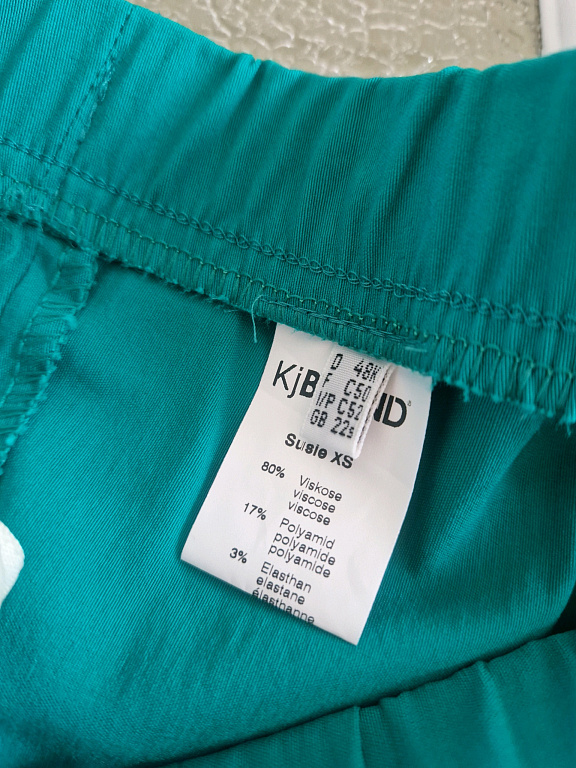 D 48K
F C50
I/P C52
GB 22s
KjB ND®
Susie XS
80% Viskose
viscose
viscose
17% Polyamid
polyamide
polyamide
3% Elasthan
elastane
élasthanne